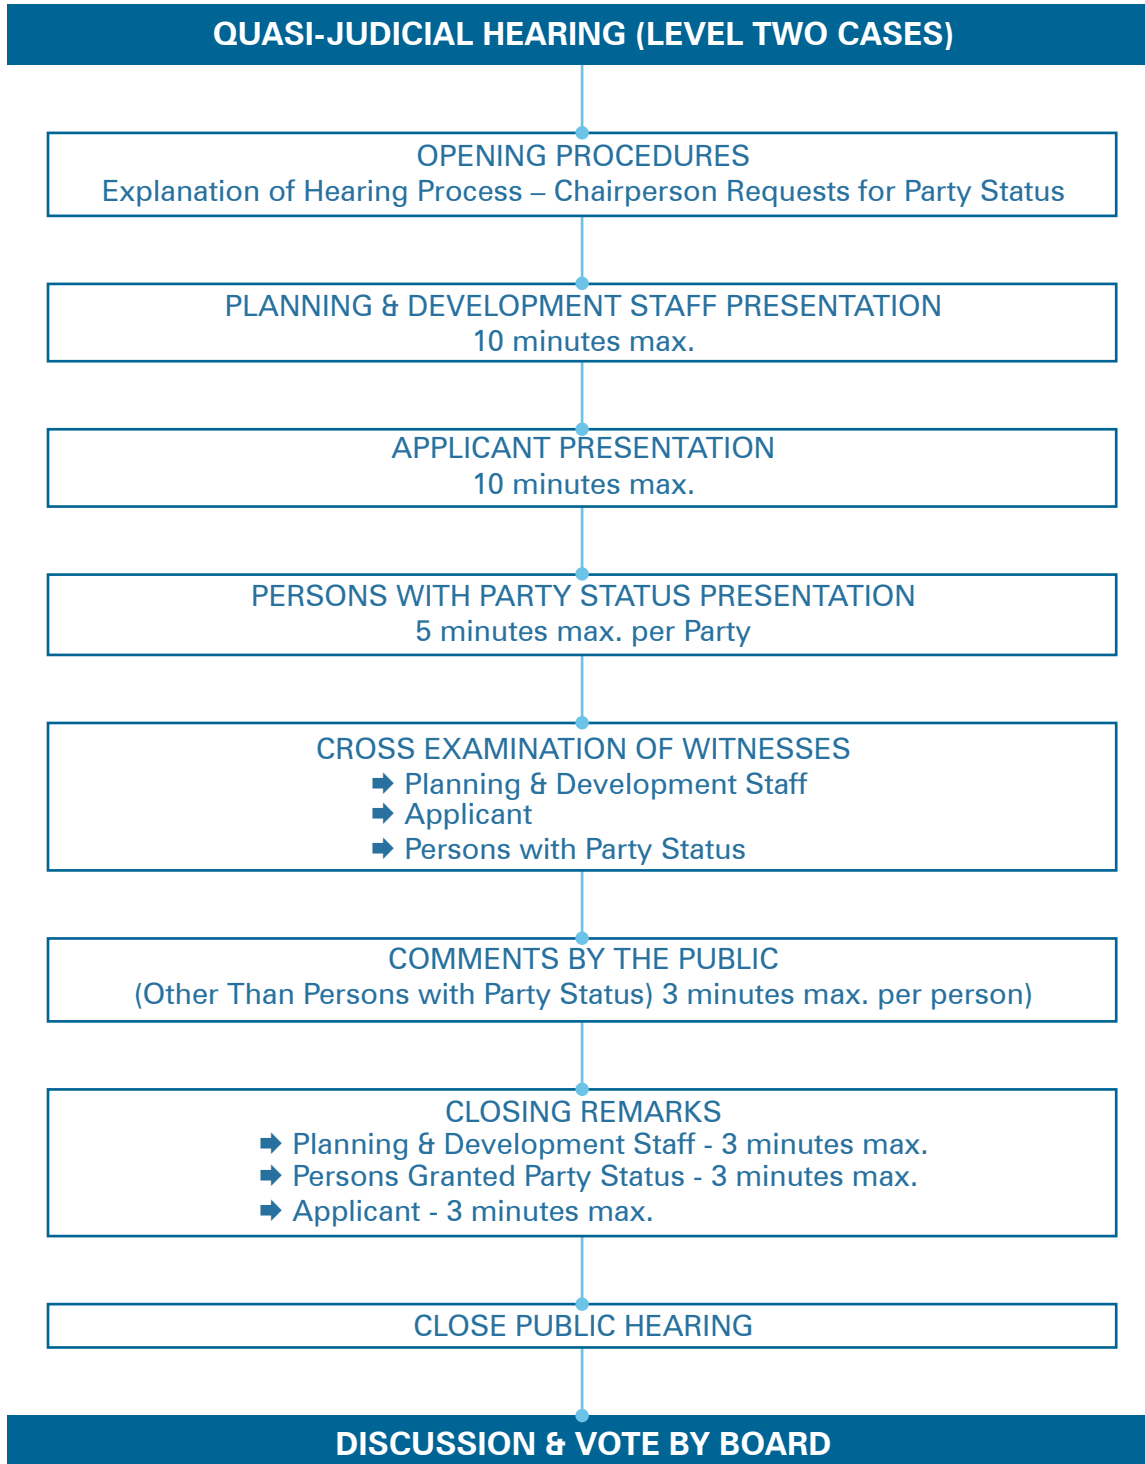 QUASI-JUDICIAL HEARING (LEVEL TWO CASES)
OPENING PROCEDURES
Explanation of Hearing Process – Chairperson Requests for Party Status
PLANNING & DEVELOPMENT STAFF PRESENTATION
10 minutes max.
APPLICANT PRESENTATION
10 minutes max.
PERSONS WITH PARTY STATUS PRESENTATION
5 minutes max. per Party
CROSS EXAMINATION OF WITNESSES
➡ Planning & Development Staff
➡ Applicant
➡ Persons with Party Status
COMMENTS BY THE PUBLIC
(Other Than Persons with Party Status) 3 minutes max. per person)
CLOSING REMARKS
➡ Planning & Development Staff - 3 minutes max.
➡ Persons Granted Party Status - 3 minutes max.
➡ Applicant - 3 minutes max.
CLOSE PUBLIC HEARING
DISCUSSION & VOTE BY BOARD